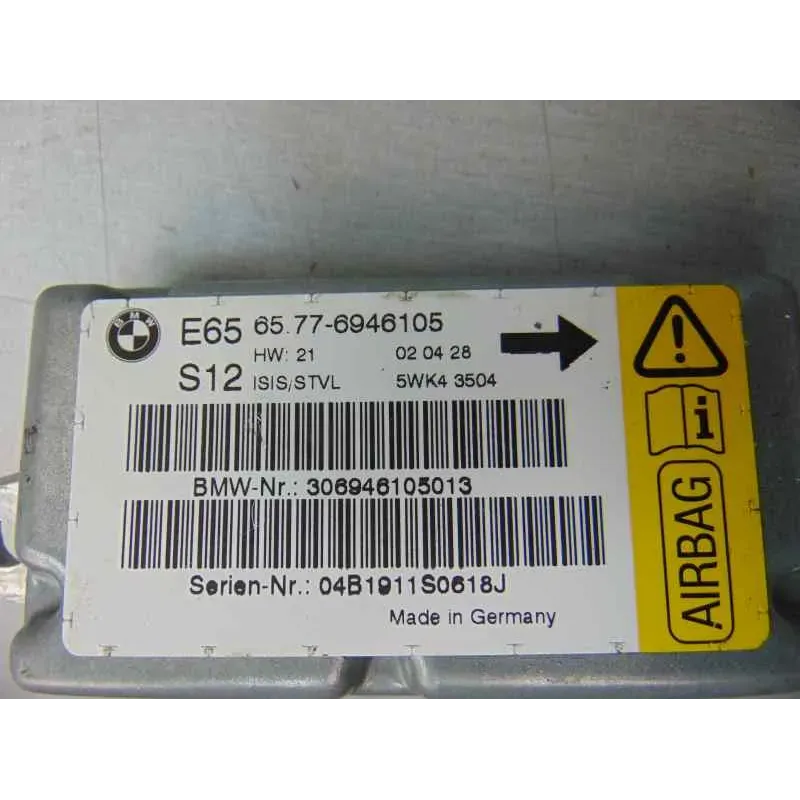 BMW
E65 65.77-6946105
HW: 21 02 04 28
S12 ISIS/STVL 5WK4 3504
BMW-Nr.: 306946105013
Serien-Nr.: 04B1911S0618J
Made in Germany
!
i
AIRBAG